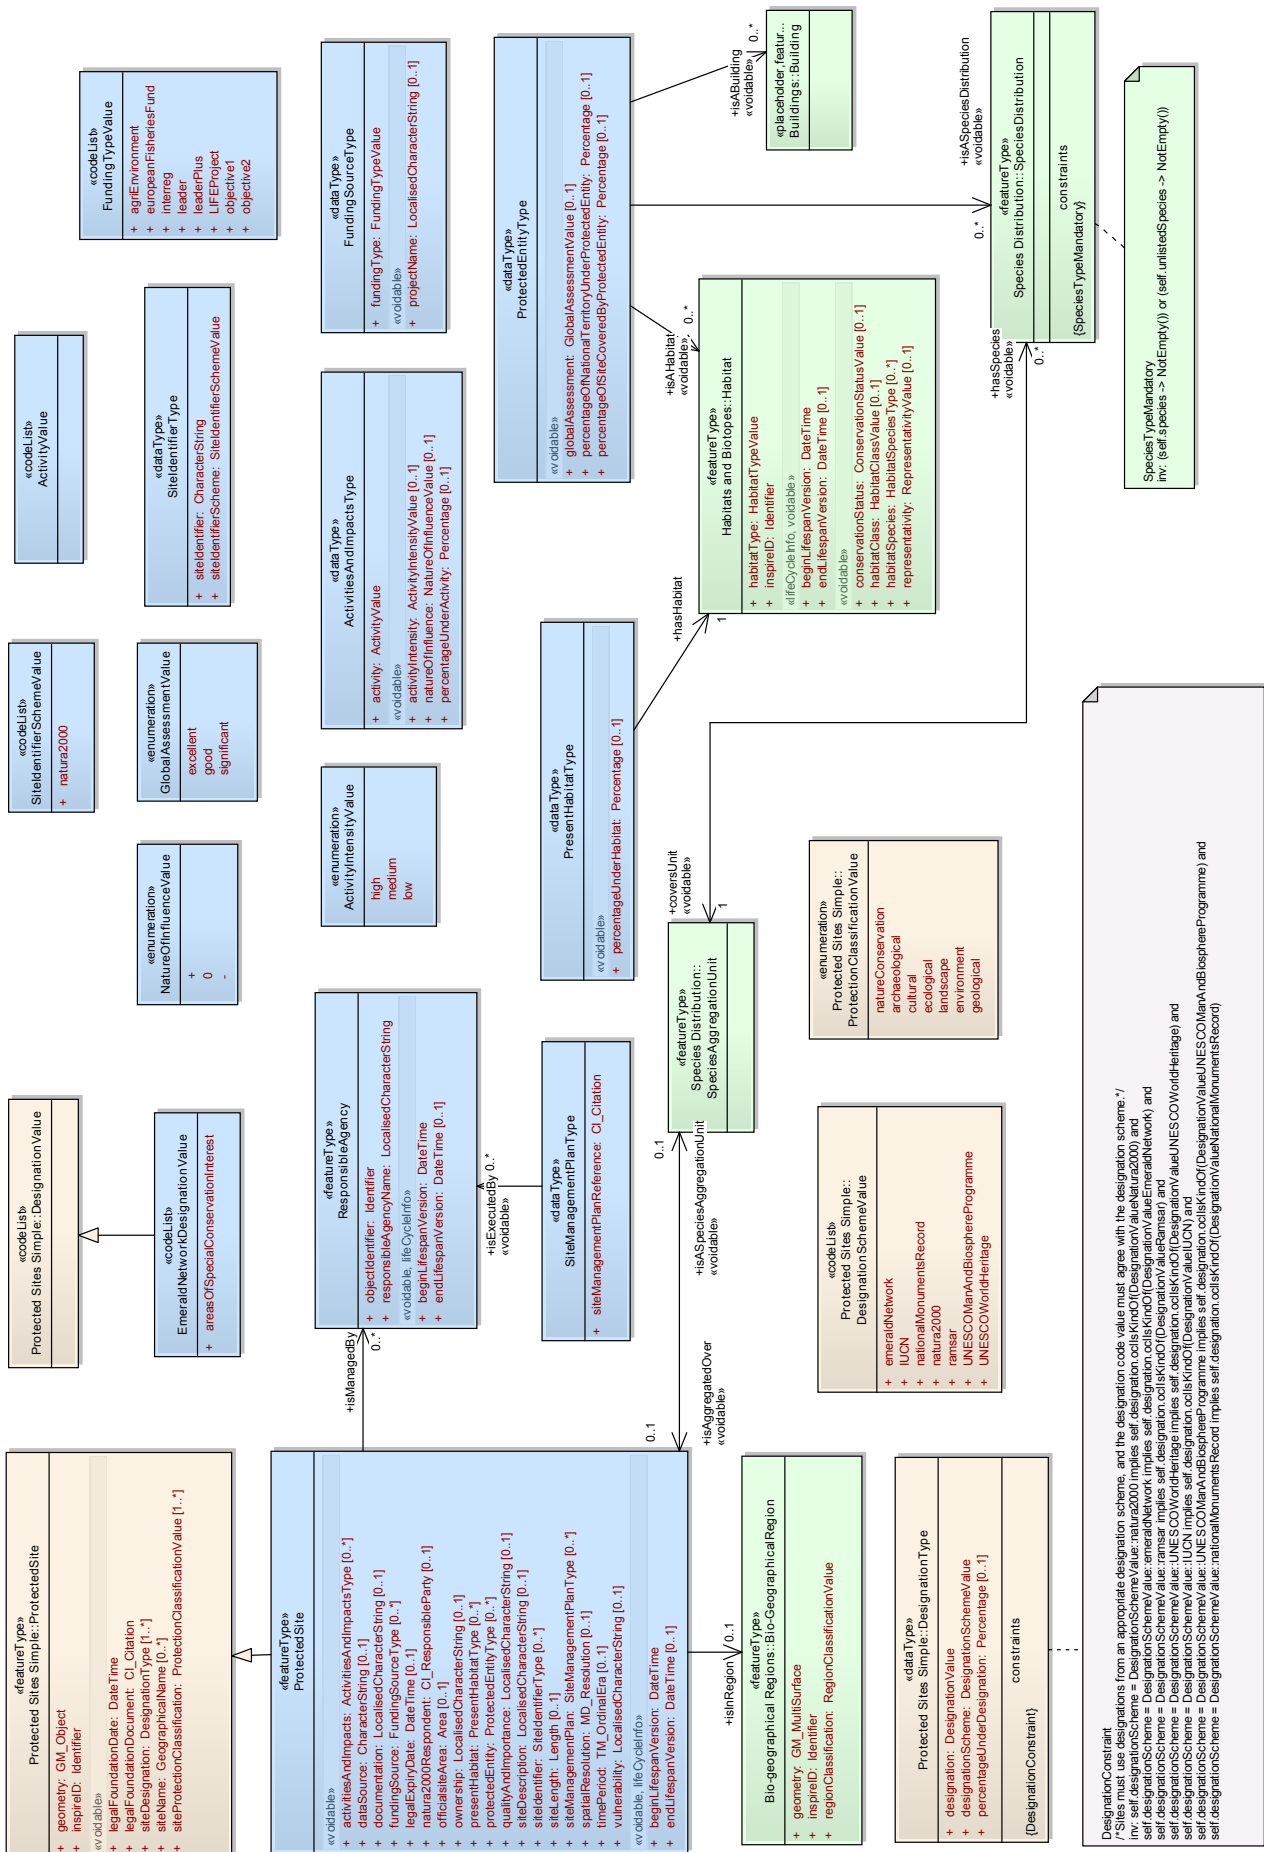 «featureType»
Protected Sites Simple::ProtectedSite
+ geometry: GM_Object
+ inspireID: Identifier
«voidable»
+ legalFoundationDate: DateTime
+ legalFoundationDocument: CI_Citation
+ siteDesignation: DesignationType [1..*]
+ siteName: GeographicalName [0..*]
+ siteProtectionClassification: ProtectionClassificationValue [1..*]
«codeList»
Protected Sites Simple::DesignationValue
«codeList»
EmeraldNetworkDesignationValue
+ areasOfSpecialConservationInterest
«codeList»
SiteIdentifierSchemeValue
+ natura2000
«enumeration»
NatureOfInfluenceValue
+
0
-
«enumeration»
GlobalAssessmentValue
excellent
good
significant
«codeList»
ActivityValue
«dataType»
SiteIdentifierType
+ siteIdentifier: CharacterString
+ siteIdentifierScheme: SiteIdentifierSchemeValue
«codeList»
FundingTypeValue
+ agriEnvironment
+ europeanFisheriesFund
+ interreg
+ leader
+ leaderPlus
+ LIFEProject
+ objective1
+ objective2
«featureType»
ProtectedSite
«voidable»
+ activitiesAndImpacts: ActivitiesAndImpactsType [0..*]
+ dataSource: CharacterString [0..1]
+ documentation: LocalisedCharacterString [0..1]
+ fundingSource: FundingSourceType [0..*]
+ legalExpiryDate: DateTime [0..1]
+ natura2000Respondent: CI_ResponsibleParty [0..1]
+ officialSiteArea: Area [0..1]
+ ownership: LocalisedCharacterString [0..1]
+ presentHabitat: PresentHabitatType [0..*]
+ protectedEntity: ProtectedEntityType [0..*]
+ qualityAndImportance: LocalisedCharacterString [0..1]
+ siteDescription: LocalisedCharacterString [0..1]
+ siteIdentifier: SiteIdentifierType [0..*]
+ siteLength: Length [0..1]
+ siteManagementPlan: SiteManagementPlanType [0..*]
+ spatialResolution: MD_Resolution [0..1]
+ timePeriod: TM_OrdinalEra [0..1]
+ vulnerability: LocalisedCharacterString [0..1]
«voidable, lifeCycleInfo»
+ beginLifespanVersion: DateTime
+ endLifespanVersion: DateTime [0..1]
+isManagedBy
0..*
«featureType»
ResponsibleAgency
+ objectIdentifier: Identifier
+ responsibleAgencyName: LocalisedCharacterString
«voidable, lifeCycleInfo»
+ beginLifespanVersion: DateTime
+ endLifespanVersion: DateTime [0..1]
+isExecutedBy 0..*
«voidable»
«dataType»
SiteManagementPlanType
+ siteManagementPlanReference: CI_Citation
«enumeration»
ActivityIntensityValue
high
medium
low
«dataType»
ActivitiesAndImpactsType
+ activity: ActivityValue
«voidable»
+ activityIntensity: ActivityIntensityValue [0..1]
+ natureOfInfluence: NatureOfInfluenceValue [0..1]
+ percentageUnderActivity: Percentage [0..1]
«dataType»
FundingSourceType
+ fundingType: FundingTypeValue
«voidable»
+ projectName: LocalisedCharacterString [0..1]
«dataType»
PresentHabitatType
«voidable»
+ percentageUnderHabitat: Percentage [0..1]
+hasHabitat
1
«dataType»
ProtectedEntityType
«voidable»
+ globalAssessment: GlobalAssessmentValue [0..1]
+ percentageOfNationalTerritoryUnderProtectedEntity: Percentage [0..1]
+ percentageOfSiteCoveredByProtectedEntity: Percentage [0..1]
+isAHabitat
«voidable»
0..*
+isABuilding
«voidable»
0..*
«placeholder,featur...
Buildings::Building
«featureType»
Habitats and Biotopes::Habitat
+ habitatType: HabitatTypeValue
+ inspireID: Identifier
«lifeCycleInfo, voidable»
+ beginLifespanVersion: DateTime
+ endLifespanVersion: DateTime [0..1]
«voidable»
+ conservationStatus: ConservationStatusValue [0..1]
+ habitatClass: HabitatClassValue [0..1]
+ habitatSpecies: HabitatSpeciesType [0..*]
+ representativity: RepresentativityValue [0..1]
0..1
+isAggregatedOver
«voidable»
0..1
+isASpeciesAggregationUnit
«voidable»
«featureType»
Species Distribution::
SpeciesAggregationUnit
+coversUnit
«voidable»
1
+hasSpecies
«voidable»
0..*
+isASpeciesDistribution
«voidable»
0..*
«featureType»
Species Distribution::SpeciesDistribution
constraints
{SpeciesTypeMandatory}
SpeciesTypeMandatory
inv: (self.species -> NotEmpty()) or (self.unlistedSpecies -> NotEmpty())
+isInRegion
0..1
«featureType»
Bio-geographical Regions::Bio-GeographicalRegion
+ geometry: GM_MultiSurface
+ inspireID: Identifier
+ regionClassification: RegionClassificationValue
«dataType»
Protected Sites Simple::DesignationType
+ designation: DesignationValue
+ designationScheme: DesignationSchemeValue
+ percentageUnderDesignation: Percentage [0..1]
constraints
{DesignationConstraint}
«codeList»
Protected Sites Simple::
DesignationSchemeValue
+ emeraldNetwork
+ IUCN
+ nationalMonumentsRecord
+ natura2000
+ ramsar
+ UNESCOManAndBiosphereProgramme
+ UNESCOWorldHeritage
«enumeration»
Protected Sites Simple::
ProtectionClassificationValue
natureConservation
archaeological
cultural
ecological
landscape
environment
geological
DesignationConstraint
/*Sites must use designations from an appropriate designation scheme, and the designation code value must agree with the designation scheme.*/
inv: self.designationScheme = DesignationSchemeValue::natura2000 implies self.designation.oclIsKindOf(DesignationValueNatura2000) and
self.designationScheme = DesignationSchemeValue::emeraldNetwork implies self.designation.oclIsKindOf(DesignationValueEmeraldNetwork) and
self.designationScheme = DesignationSchemeValue::ramsar implies self.designation.oclIsKindOf(DesignationValueRamsar) and
self.designationScheme = DesignationSchemeValue::UNESCOWorldHeritage implies self.designation.oclIsKindOf(DesignationValueUNESCOWorldHeritage) and
self.designationScheme = DesignationSchemeValue::IUCN implies self.designation.oclIsKindOf(DesignationValueIUCN) and
self.designationScheme = DesignationSchemeValue::UNESCOManAndBiosphereProgramme implies self.designation.oclIsKindOf(DesignationValueUNESCOManAndBiosphereProgramme) and
self.designationScheme = DesignationSchemeValue::nationalMonumentsRecord implies self.designation.oclIsKindOf(DesignationValueNationalMonumentsRecord)